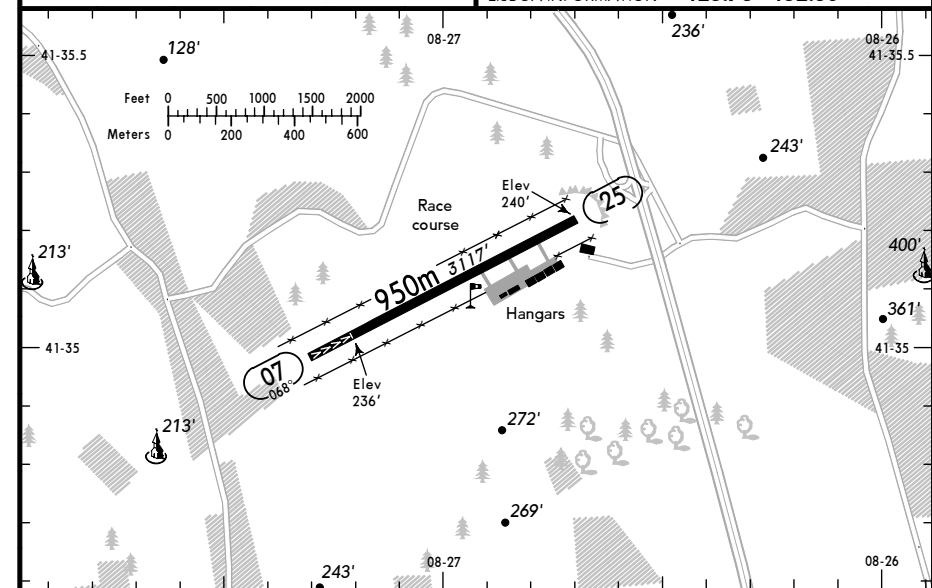 236'
08-27
08-26
41-35.5
128'
41-35.5
Feet 0 500 1000 1500 2000
Meters 0 200 400 600
243'
Elev
240'
25
Race
course
213'
400'
950m 3117'
Hangars
361'
41-35
41-35
07
068°
Elev
236'
213'
272'
269'
243'
08-27
08-26